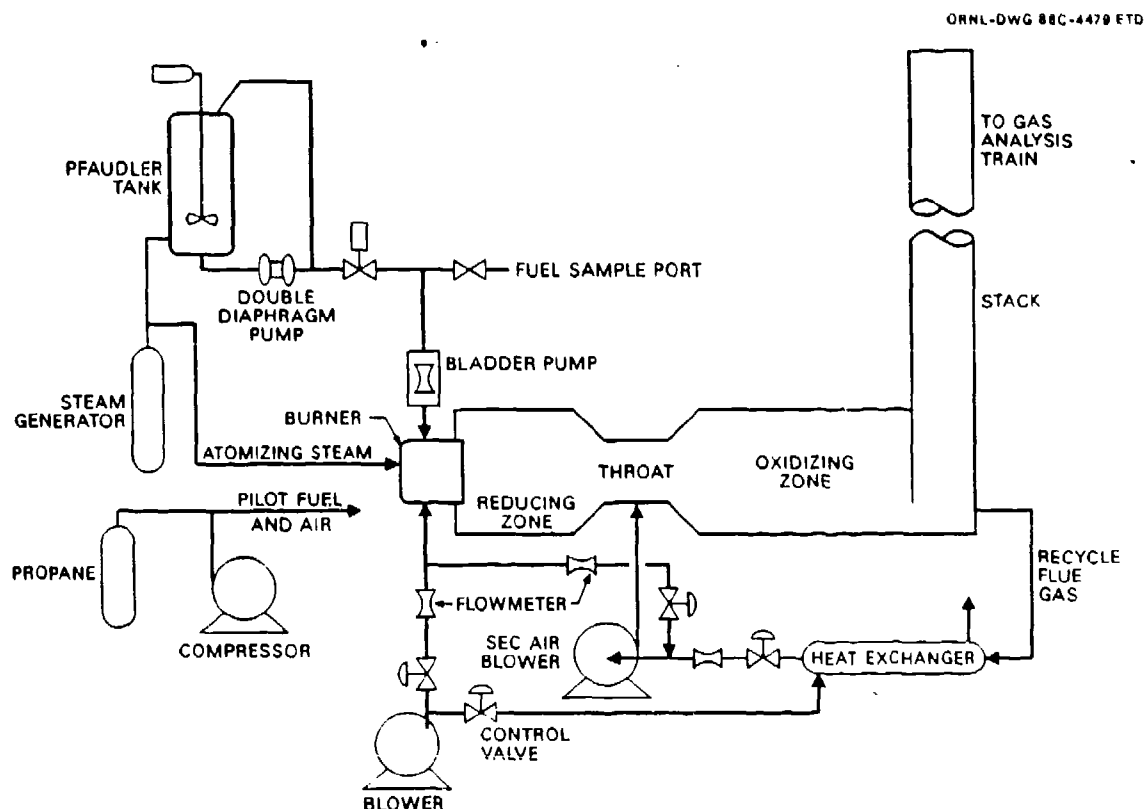 ORNL-DWG 88C-4479 ETD
TO GAS
ANALYSIS
TRAIN
PFAUDLER
TANK
FUEL SAMPLE PORT
DOUBLE
DIAPHRAGM
PUMP
STACK
BLADDER PUMP
STEAM
GENERATOR
BURNER
ATOMIZING STEAM
THROAT
OXIDIZING
ZONE
REDUCING
ZONE
PILOT FUEL
AND AIR
PROPANE
COMPRESSOR
FLOWMETER
RECYCLE
FLUE
GAS
SEC AIR
BLOWER
HEAT EXCHANGER
CONTROL
VALVE
BLOWER